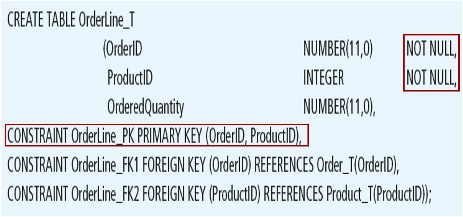 CREATE TABLE OrderLine_T
(OrderID NUMBER(11,0) NOT NULL,
ProductID INTEGER NOT NULL,
OrderedQuantity NUMBER(11,0),
CONSTRAINT OrderLine_PK PRIMARY KEY (OrderID, ProductID),
CONSTRAINT OrderLine_FK1 FOREIGN KEY (OrderID) REFERENCES Order_T(OrderID),
CONSTRAINT OrderLine_FK2 FOREIGN KEY (ProductID) REFERENCES Product_T(ProductID));